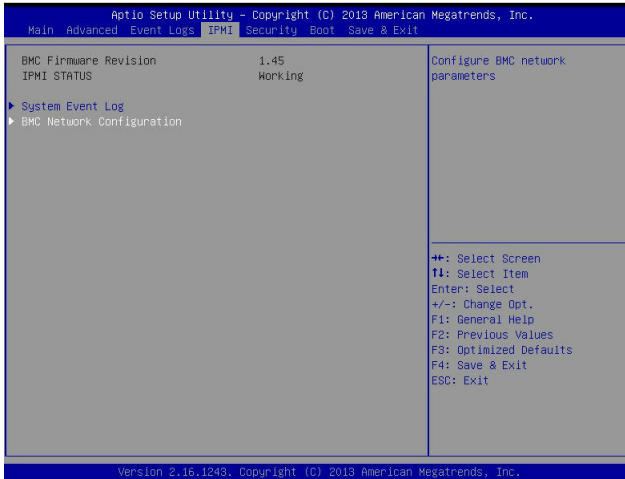 Aptio Setup Utility – Copyright (C) 2013 American Megatrends, Inc.
Main Advanced Event Logs IPMI Security Boot Save & Exit
BMC Firmware Revision 1.45
IPMI STATUS Working
System Event Log
BMC Network Configuration
Configure BMC network
parameters
→←: Select Screen
↑↓: Select Item
Enter: Select
+/-: Change Opt.
F1: General Help
F2: Previous Values
F3: Optimized Defaults
F4: Save & Exit
ESC: Exit
Version 2.16.1243. Copyright (C) 2013 American Megatrends, Inc.